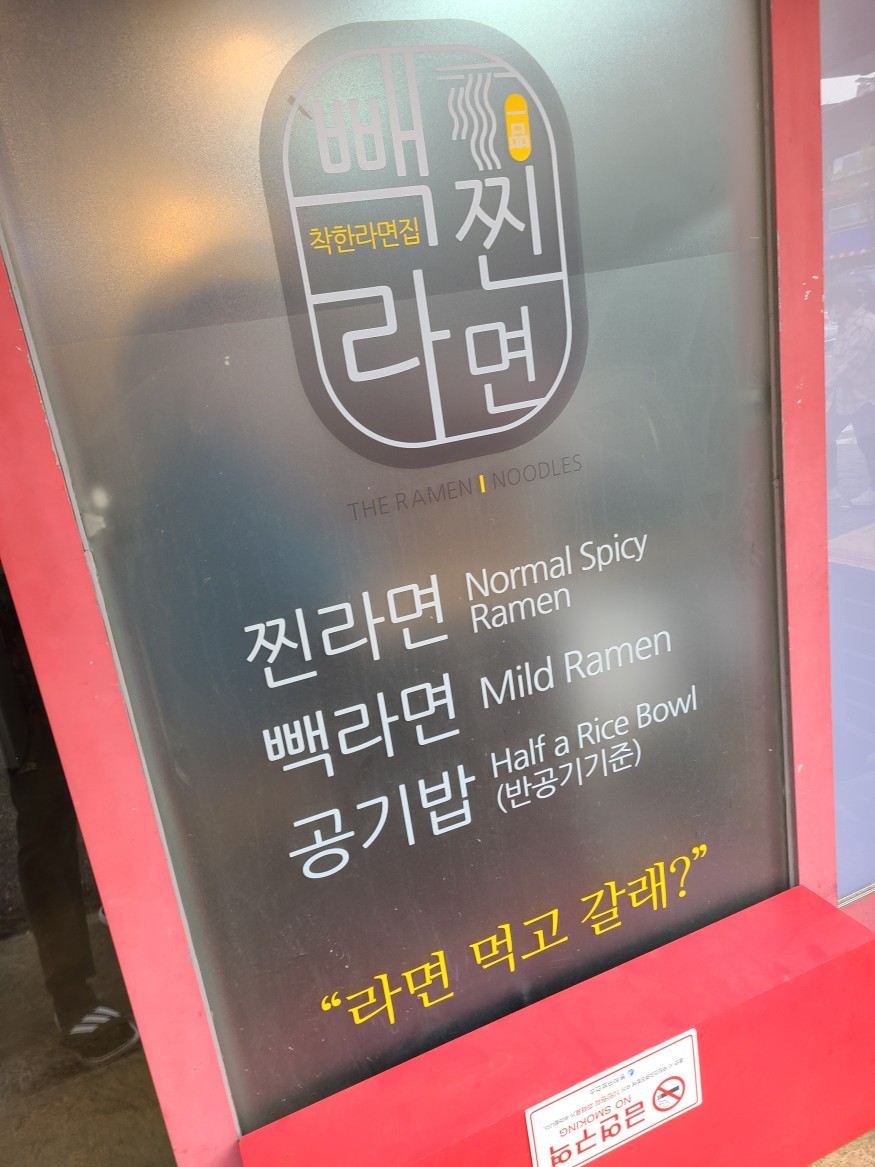 빽찐
一品
착한라면집
라면
THE RAMEN | NOODLES
찐라면 Normal Spicy
Ramen
빽라면 Mild Ramen
공기밥 Half a Rice Bowl
(반공기기준)
“라면 먹고 갈래?”
금연구역
NO SMOKING